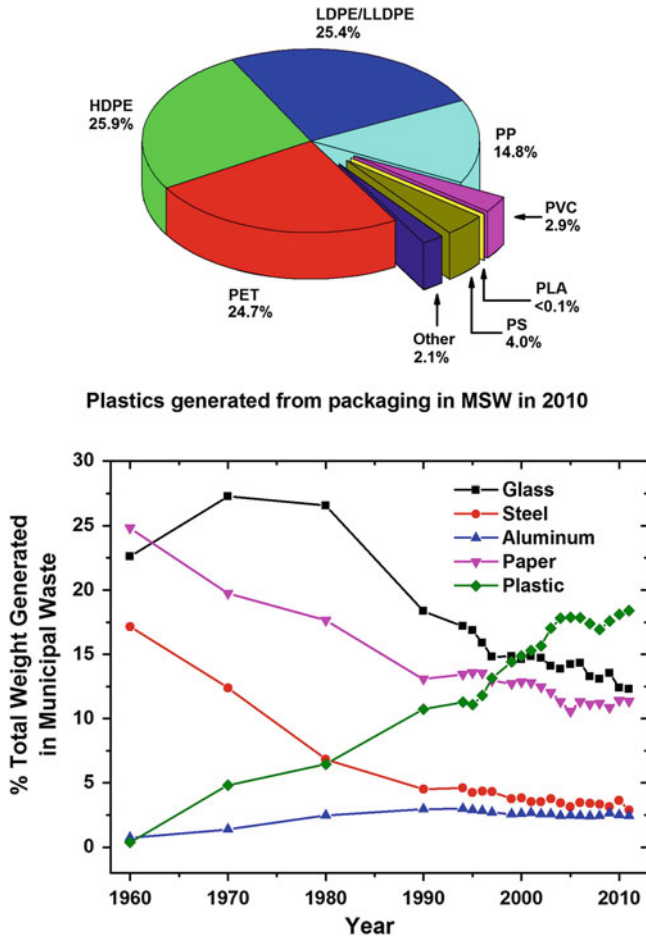 LDPE/LLDPE
25.4%
HDPE
25.9%
PP
14.8%
PVC
2.9%
PLA
<0.1%
PS
4.0%
Other
2.1%
PET
24.7%
Plastics generated from packaging in MSW in 2010
% Total Weight Generated
in Municipal Waste
30
25
20
15
10
5
0
Glass
Steel
Aluminum
Paper
Plastic
1960 1970 1980 1990 2000 2010
Year